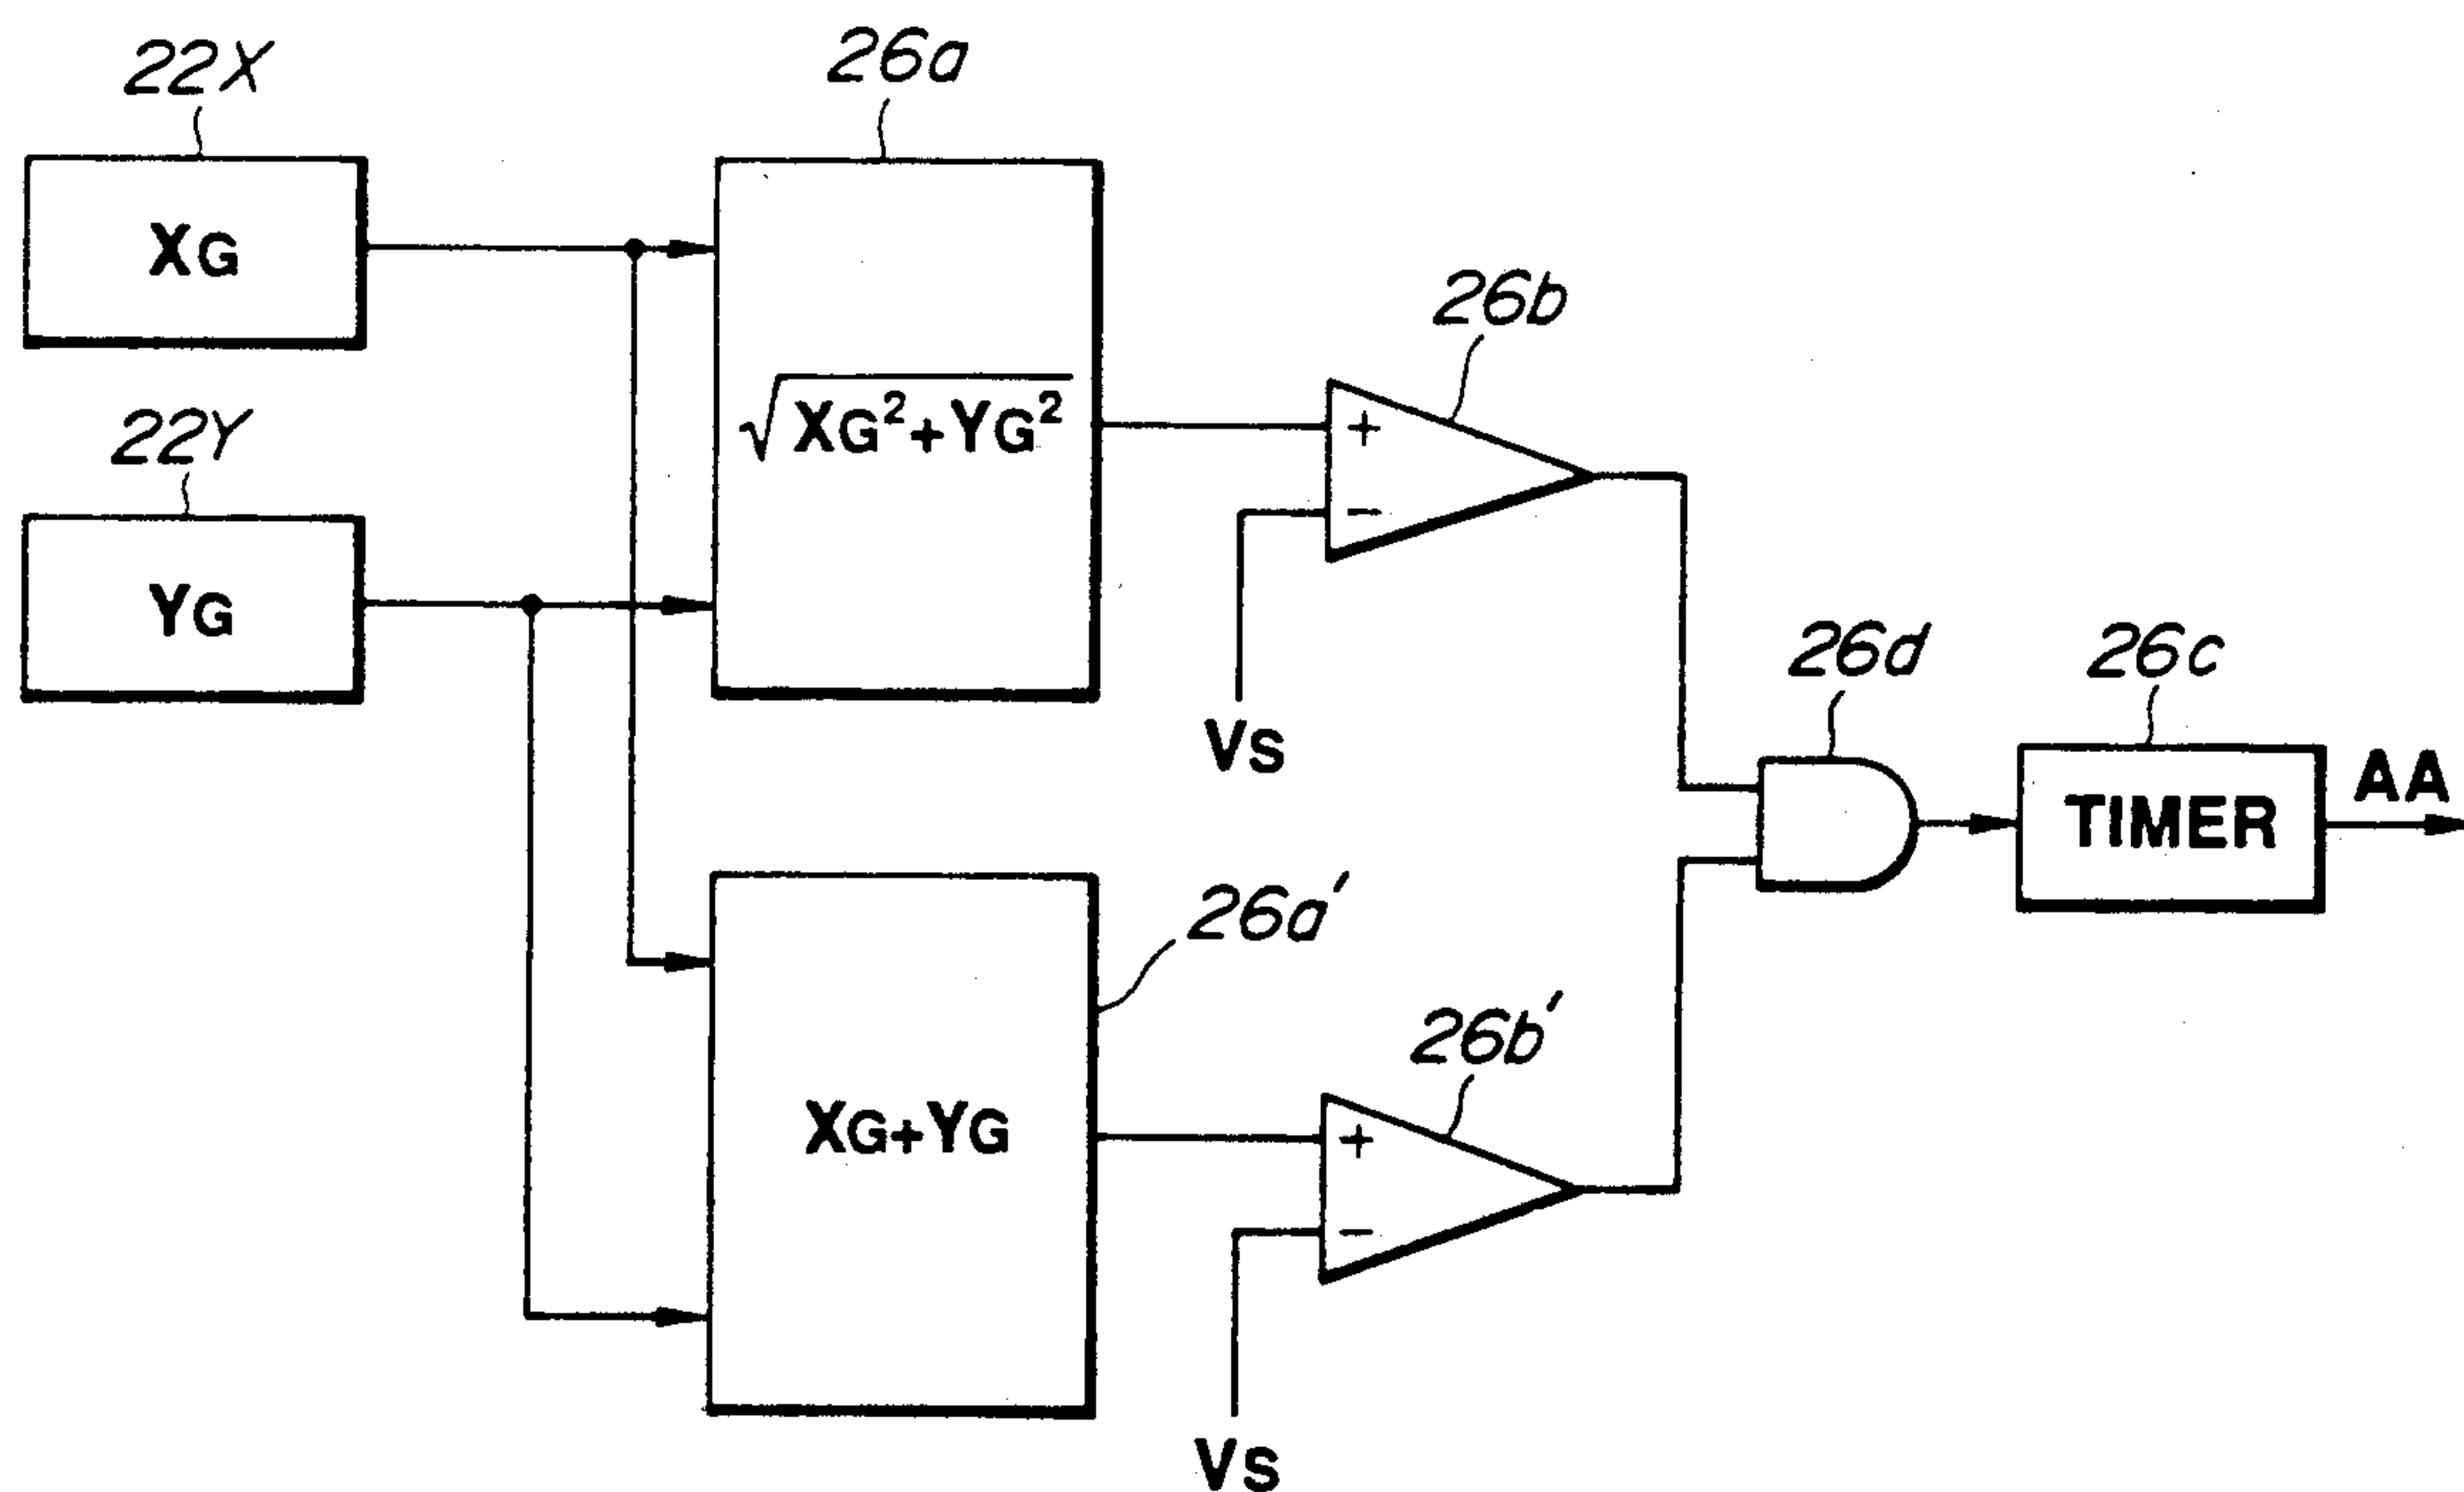 22X
26a
XG
26b
√XG²+YG²
22Y
YG
VS
26d
26c
TIMER
AA
26a'
26b'
XG+YG
VS
+
−
+
−